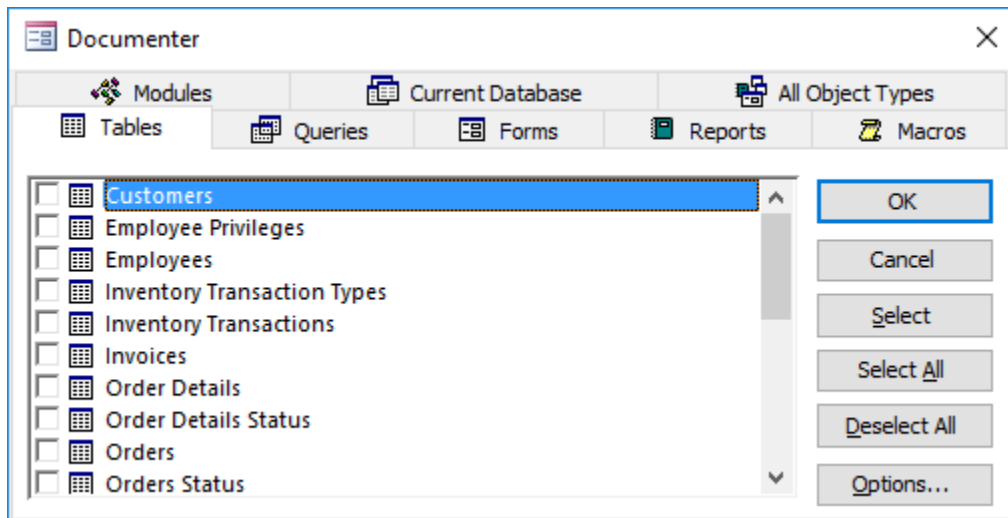 Documenter
Modules Current Database All Object Types
Tables Queries Forms Reports Macros
Customers
Employee Privileges
Employees
Inventory Transaction Types
Inventory Transactions
Invoices
Order Details
Order Details Status
Orders
Orders Status
OK
Cancel
Select
Select All
Deselect All
Options...